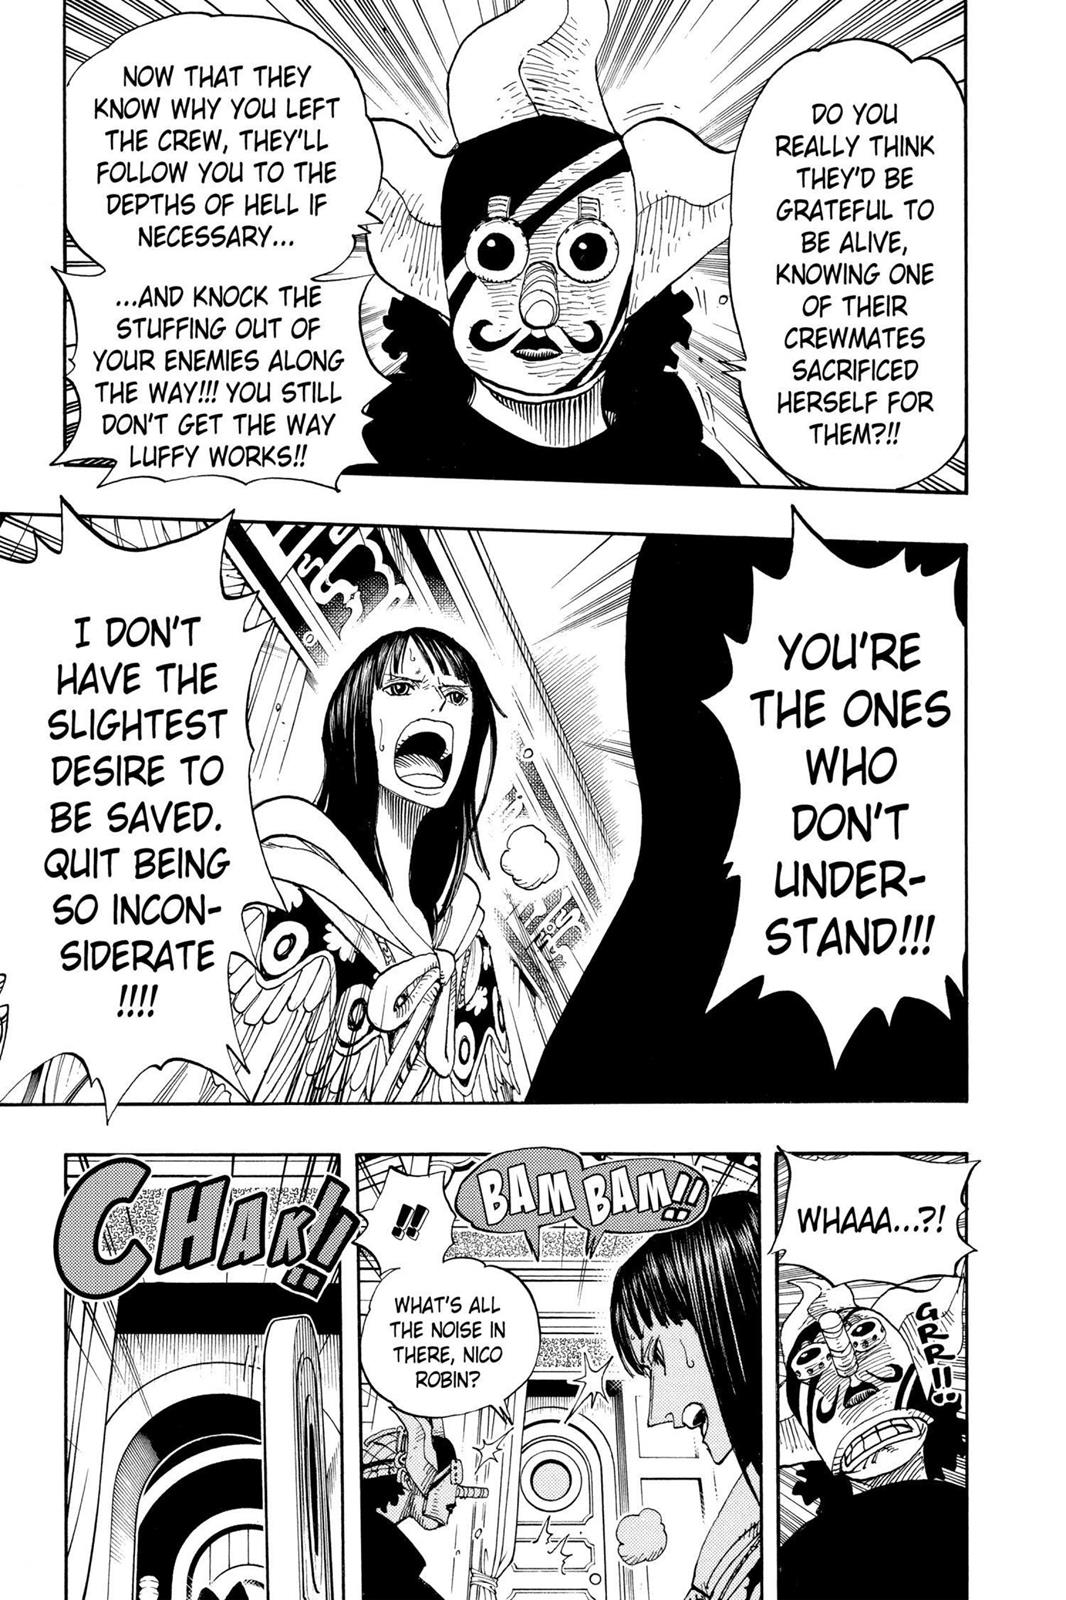 DO YOU
REALLY THINK
THEY'D BE
GRATEFUL TO
BE ALIVE,
KNOWING ONE
OF THEIR
CREWMATES
SACRIFICED
HERSELF FOR
THEM?!!
NOW THAT THEY
KNOW WHY YOU LEFT
THE CREW, THEY'LL
FOLLOW YOU TO THE
DEPTHS OF HELL IF
NECESSARY...
...AND KNOCK THE
STUFFING OUT OF
YOUR ENEMIES ALONG
THE WAY!!! YOU STILL
DON'T GET THE WAY
LUFFY WORKS!!
YOU'RE
THE ONES
WHO
DON'T
UNDER-
STAND!!!
I DON'T
HAVE THE
SLIGHTEST
DESIRE TO
BE SAVED.
QUIT BEING
SO INCON-
SIDERATE
!!!!
WHAAA...?!
GRR!!
BAM BAM!!
!!
WHAT'S ALL
THE NOISE IN
THERE, NICO
ROBIN?
CHAK!!